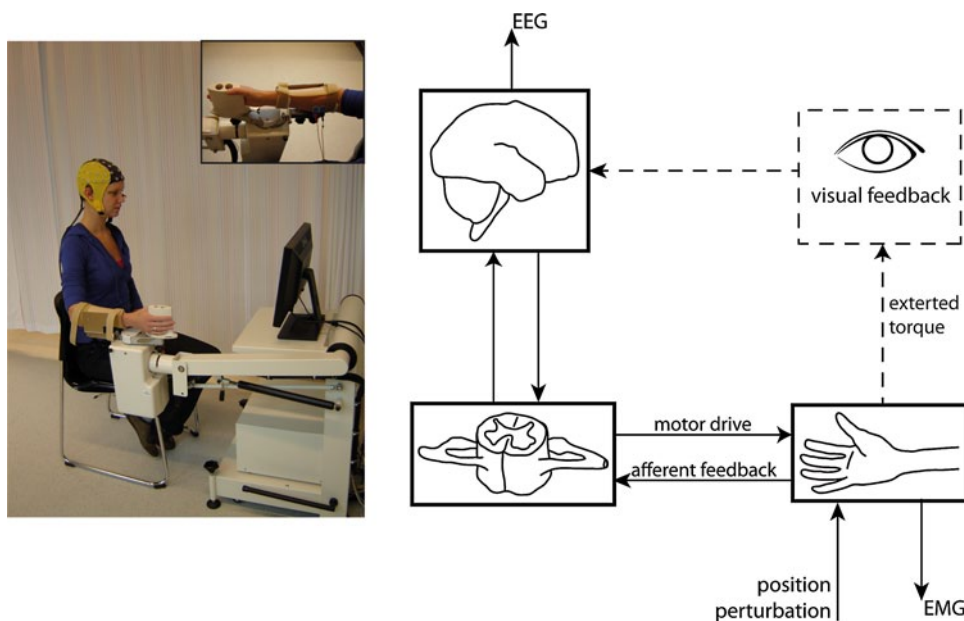 EEG
visual feedback
exterted
torque
motor drive
afferent feedback
position
perturbation
EMG